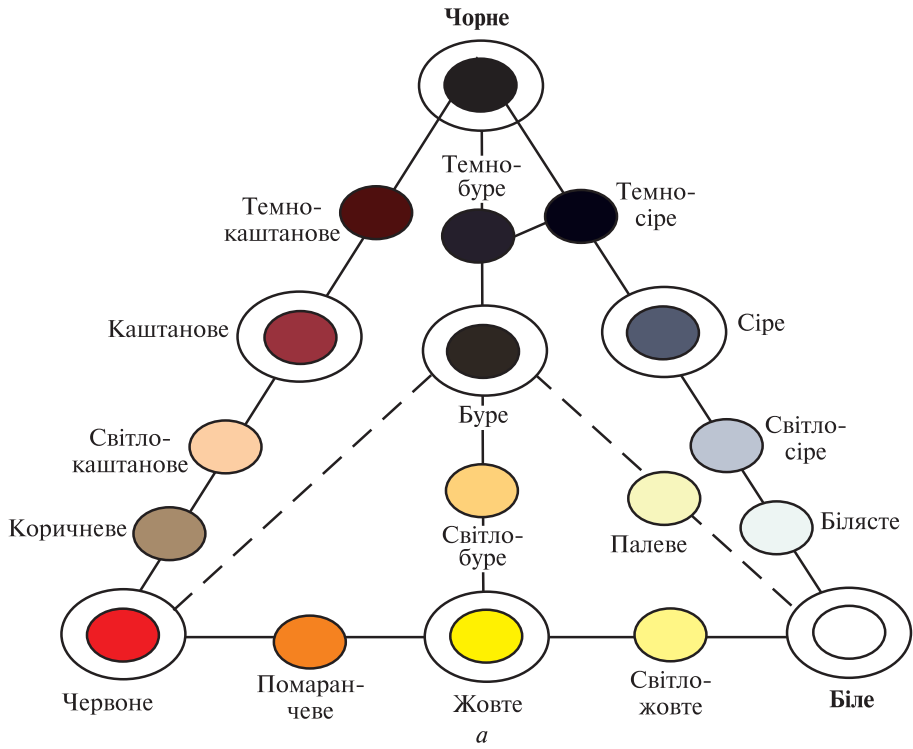 Чорне
Темно-
буре
Темно-
сіре
Темно-
каштанове
Каштанове
Сіре
Буре
Світло-
каштанове
Світло-
сіре
Коричневе
Світло-
буре
Палеве
Білясте
Червоне
Помаран-
чеве
Жовте
Світло-
жовте
Біле
а